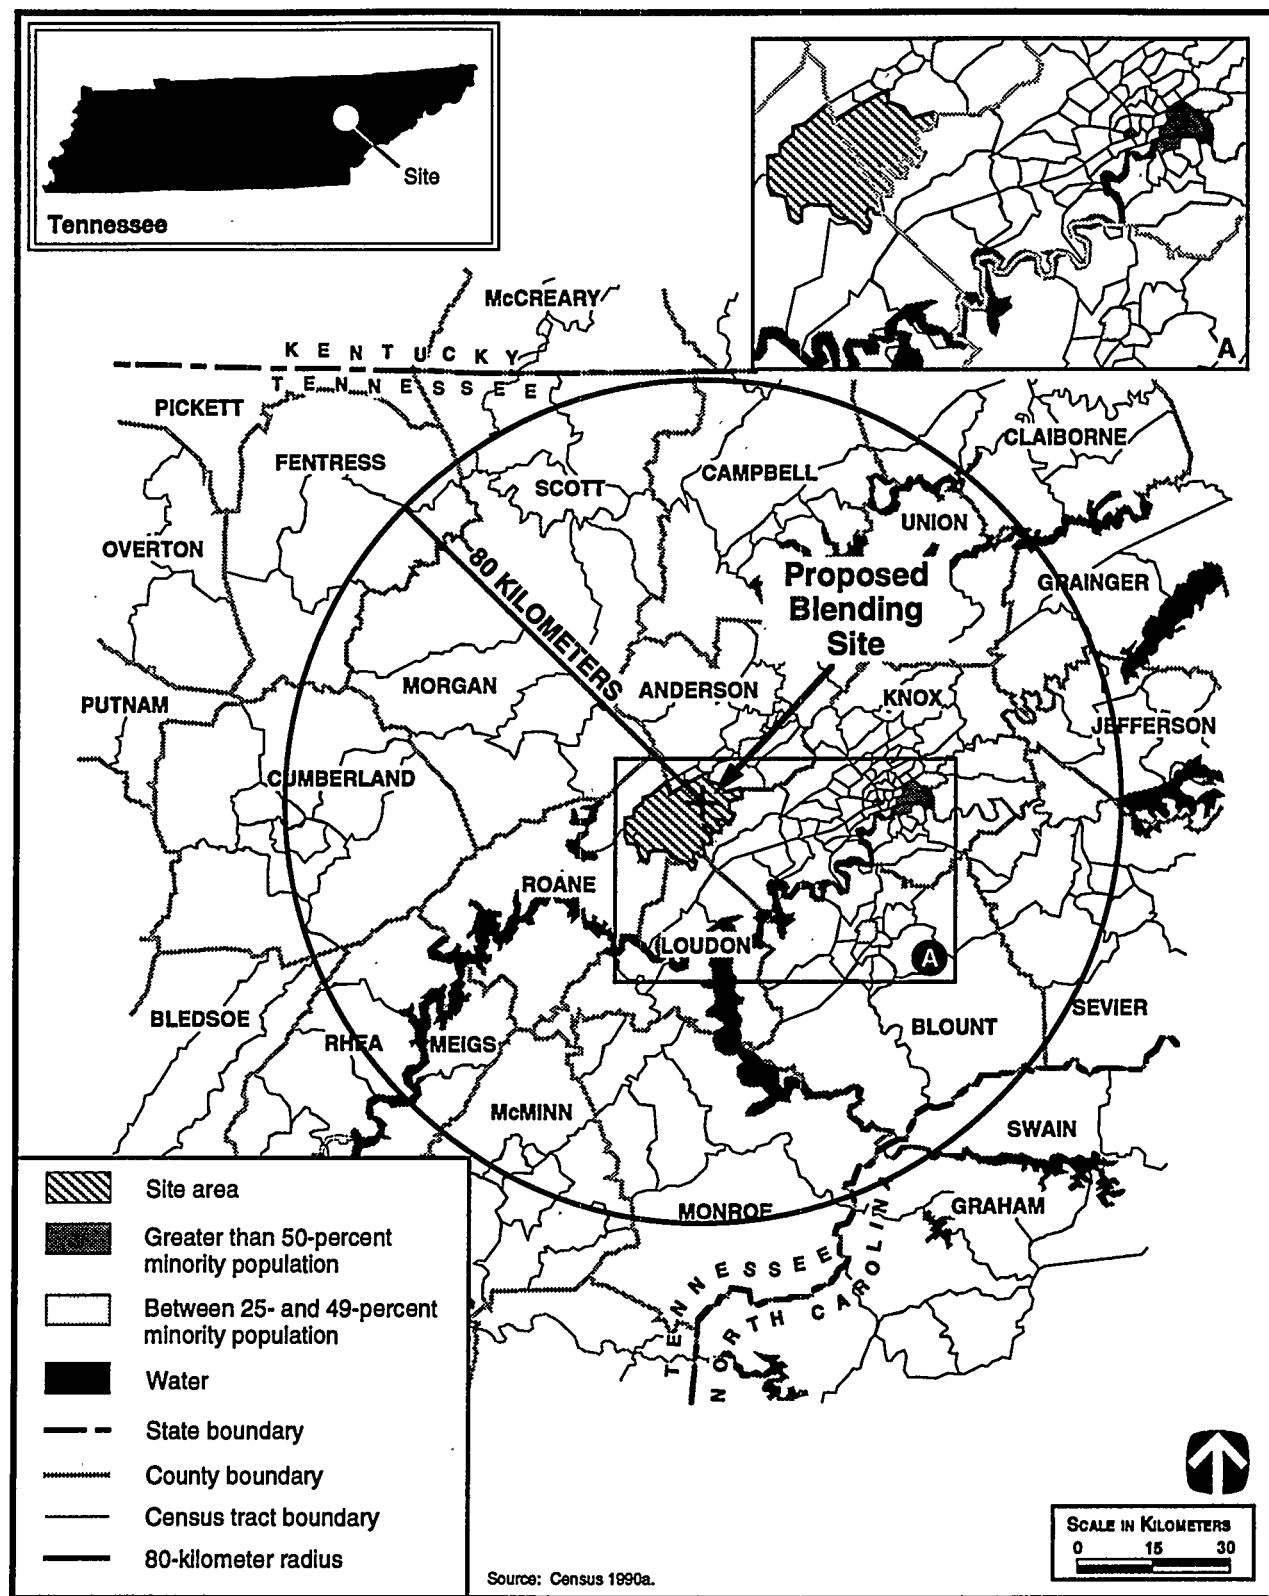 Site
Tennessee
A
McCREARY
KENTUCKY
TENNESSEE
PICKETT
CLAIBORNE
FENTRESS
CAMPBELL
SCOTT
UNION
OVERTON
80 KILOMETERS
Proposed
Blending
Site
GRAINGER
MORGAN
ANDERSON
KNOX
PUTNAM
JEFFERSON
CUMBERLAND
ROANE
LOUDON
A
SEVIER
BLEDSOE
BLOUNT
RHEA
MEIGS
McMINN
SWAIN
MONROE
GRAHAM
TENNESSEE
NORTH CAROLINA
Site area
Greater than 50-percent
minority population
Between 25- and 49-percent
minority population
Water
State boundary
County boundary
Census tract boundary
80-kilometer radius
SCALE IN KILOMETERS
0 15 30
Source: Census 1990a.